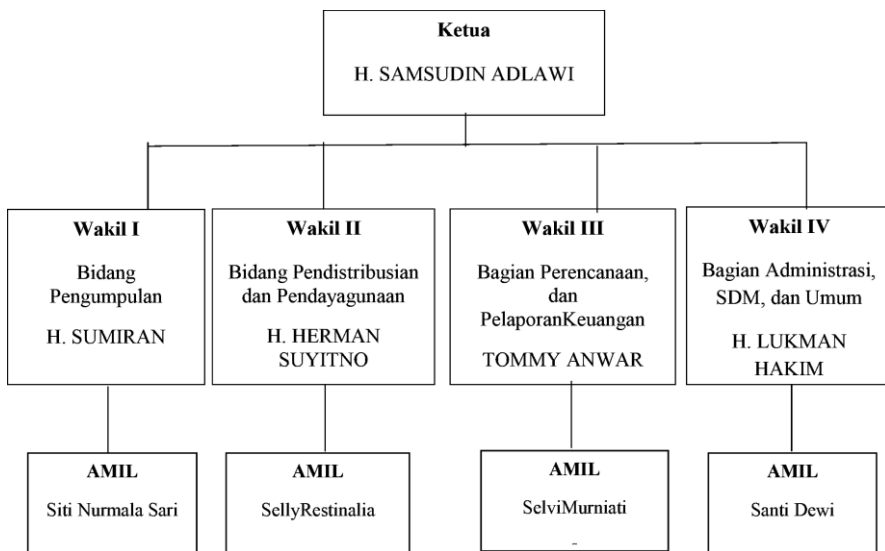 Ketua
H. SAMSUDIN ADLAWI
Wakil I
Bidang
Pengumpulan
H. SUMIRAN
Wakil II
Bidang Pendistribusian
dan Pendayagunaan
H. HERMAN
SUYITNO
Wakil III
Bagian Perencanaan,
dan
PelaporanKeuangan
TOMMY ANWAR
Wakil IV
Bagian Administrasi,
SDM, dan Umum
H. LUKMAN
HAKIM
AMIL
Siti Nurmala Sari
AMIL
SellyRestinalia
AMIL
SelviMurniati
-
AMIL
Santi Dewi